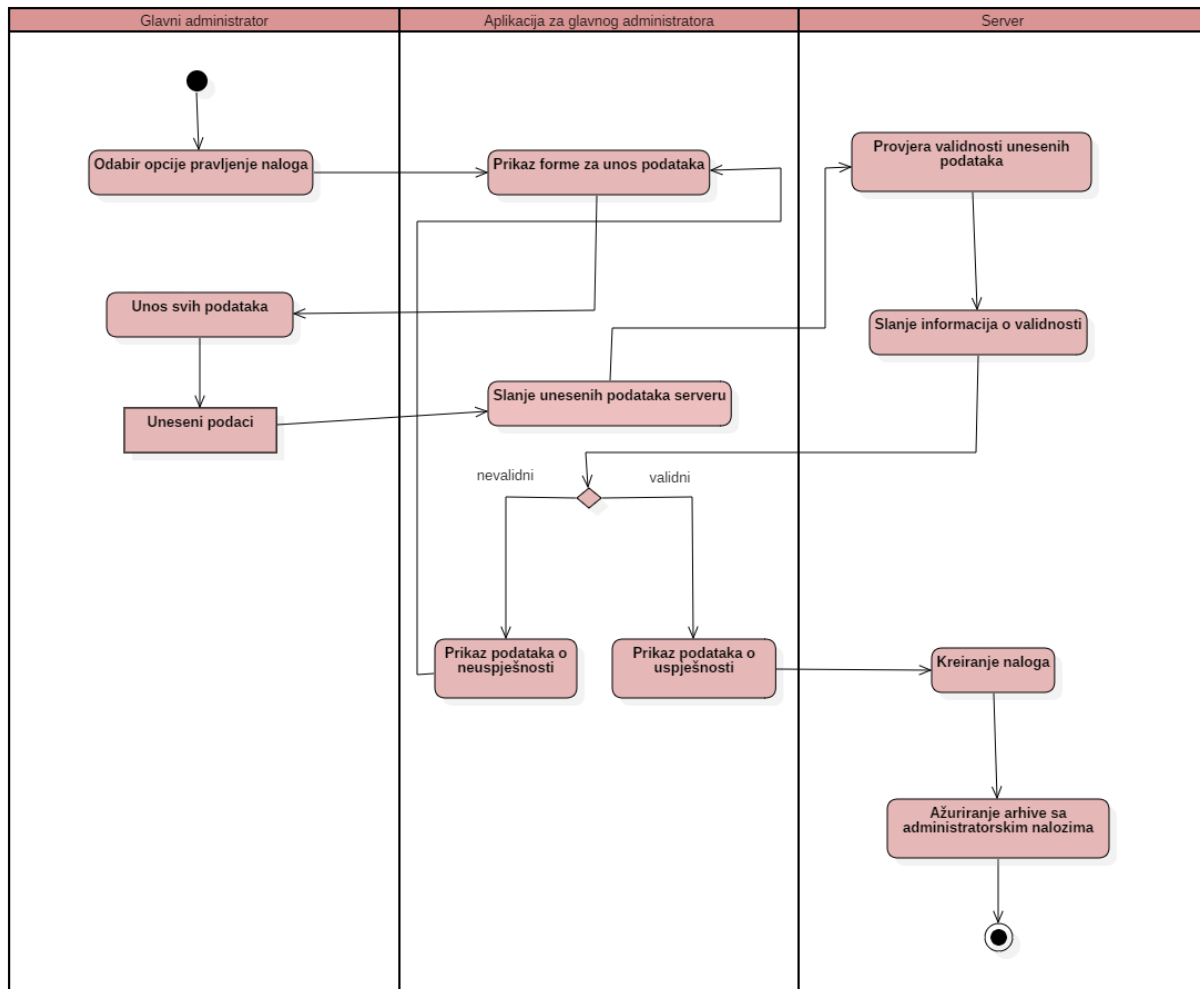 Glavni administrator
Aplikacija za glavnog administratora
Server
Odabir opcije pravljenje naloga
Prikaz forme za unos podataka
Provjera validnosti unesenih
podataka
Unos svih podataka
Slanje informacija o validnosti
Uneseni podaci
Slanje unesenih podataka serveru
nevalidni
validni
Prikaz podataka o
neuspješnosti
Prikaz podataka o
uspješnosti
Kreiranje naloga
Ažuriranje arhive sa
administratorskim nalozima